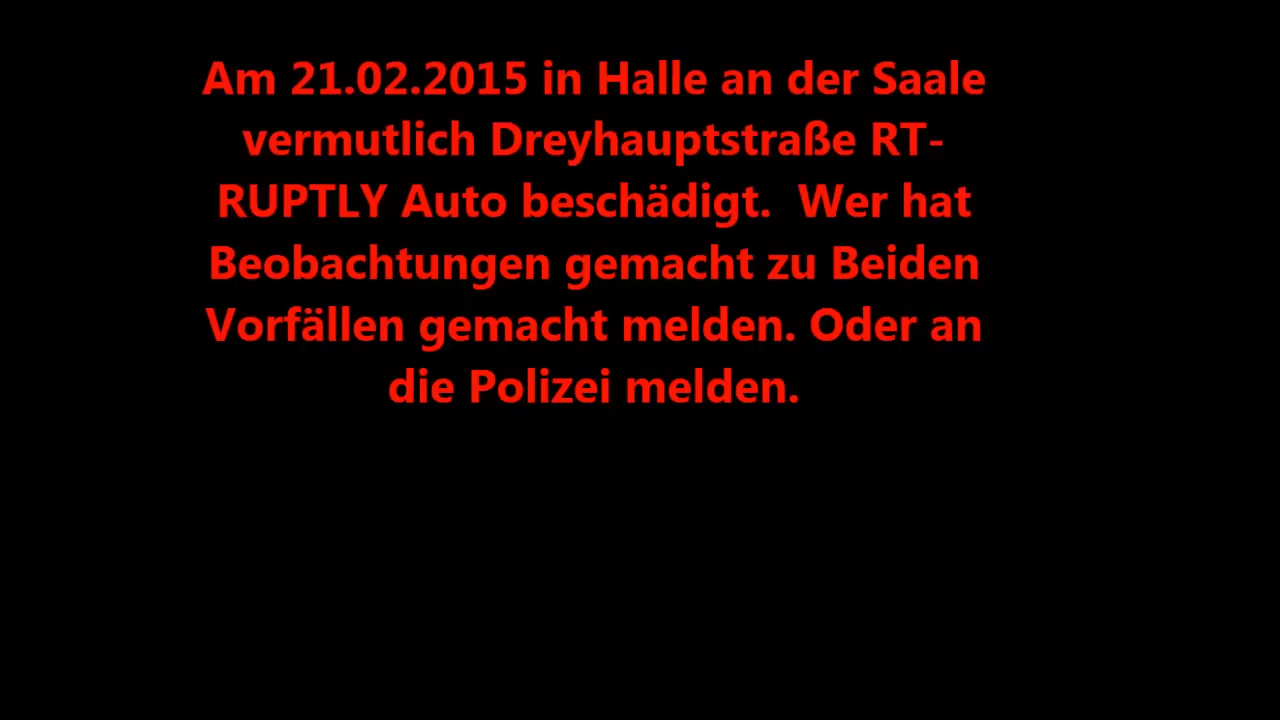 Am 21.02.2015 in Halle an der Saale
vermutlich Dreyhauptstraße RT-
RUPTLY Auto beschädigt.  Wer hat
Beobachtungen gemacht zu Beiden
Vorfällen gemacht melden. Oder an
die Polizei melden.